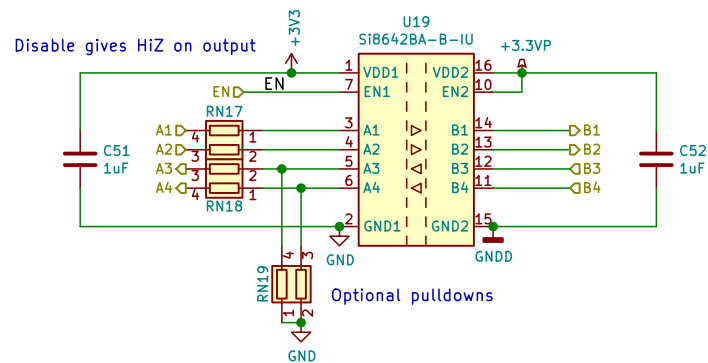 U19
Si8642BA-B-IU
Disable gives HiZ on output
+3V3
+3.3VP
1 VDD1 VDD2 16
EN EN 7 EN1 EN2 10
RN17
A1 4 1 3 A1 B1 14 B1
A2 3 2 4 A2 B2 13 B2
A3 3 2 5 A3 B3 12 B3
A4 4 1 6 A4 B4 11 B4
RN18
C51
1uF
C52
1uF
2 GND1 GND2 15
GND
GNDD
RN19
4 3
1 2
Optional pulldowns
GND